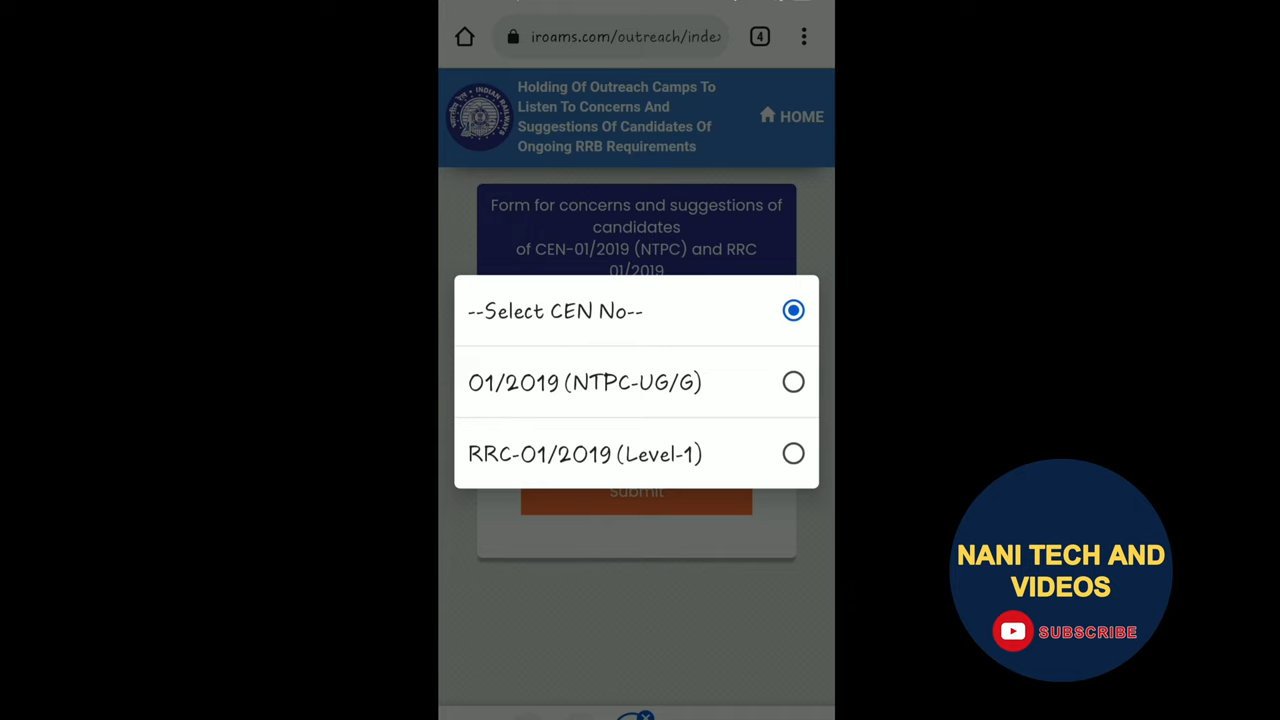 iroams.com/outreach/index
4
Holding Of Outreach Camps To
Listen To Concerns And
Suggestions Of Candidates Of
Ongoing RRB Requirements
HOME
Form for concerns and suggestions of
candidates
of CEN-01/2019 (NTPC) and RRC
01/2019
--Select CEN No--
01/2019 (NTPC-UG/G)
RRC-01/2019 (Level-1)
Submit
NANI TECH AND
VIDEOS
SUBSCRIBE